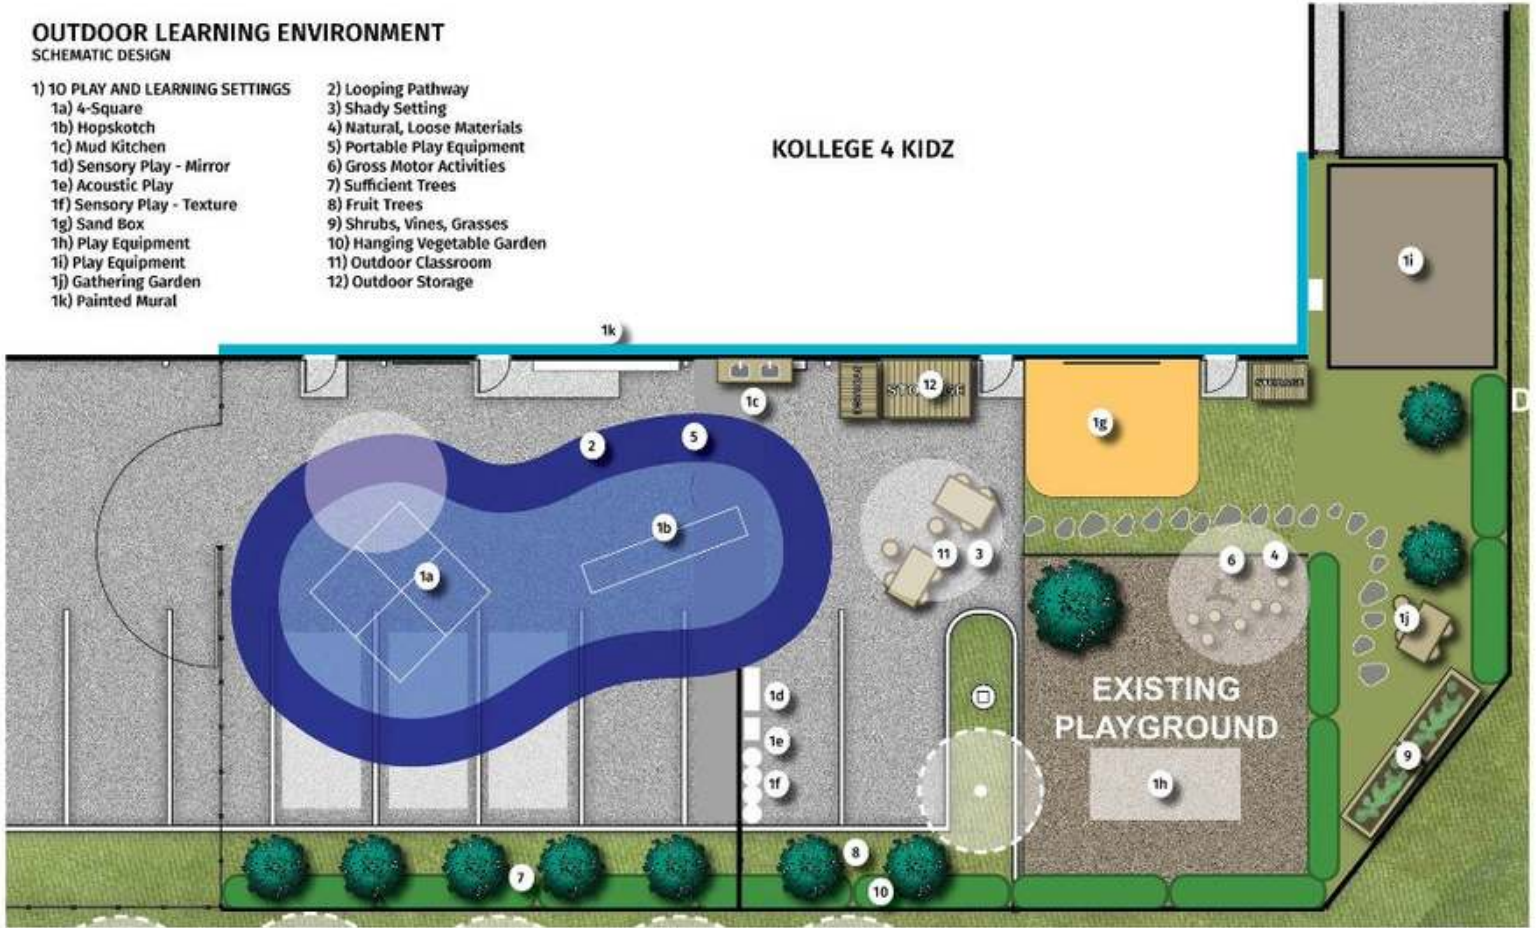 OUTDOOR LEARNING ENVIRONMENT
SCHEMATIC DESIGN
1) 10 PLAY AND LEARNING SETTINGS
1a) 4-Square
1b) Hopskotch
1c) Mud Kitchen
1d) Sensory Play - Mirror
1e) Acoustic Play
1f) Sensory Play - Texture
1g) Sand Box
1h) Play Equipment
1i) Play Equipment
1j) Gathering Garden
1k) Painted Mural
2) Looping Pathway
3) Shady Setting
4) Natural, Loose Materials
5) Portable Play Equipment
6) Gross Motor Activities
7) Sufficient Trees
8) Fruit Trees
9) Shrubs, Vines, Grasses
10) Hanging Vegetable Garden
11) Outdoor Classroom
12) Outdoor Storage
KOLLEGE 4 KIDZ
1i
1k
STORAGE
STORAGE
12
STORAGE
1c
1g
D
2
5
1b
11
3
6
4
1a
1j
EXISTING
PLAYGROUND
1d
1e
1f
1h
9
8
7
10